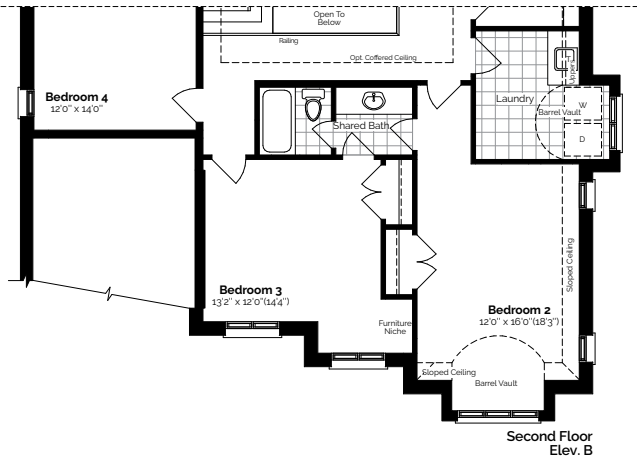 Open To
Below
Railing
Opt. Coffered Ceiling
Uppers
Bedroom 4
12'0" x 14'0"
Laundry
W
Barrel Vault
Shared Bath
D
Sloped Ceiling
Bedroom 3
13'2" x 12'0"(14'4")
Bedroom 2
12'0" x 16'0"(18'3")
Furniture
Niche
Sloped Ceiling
Barrel Vault
Second Floor
Elev. B